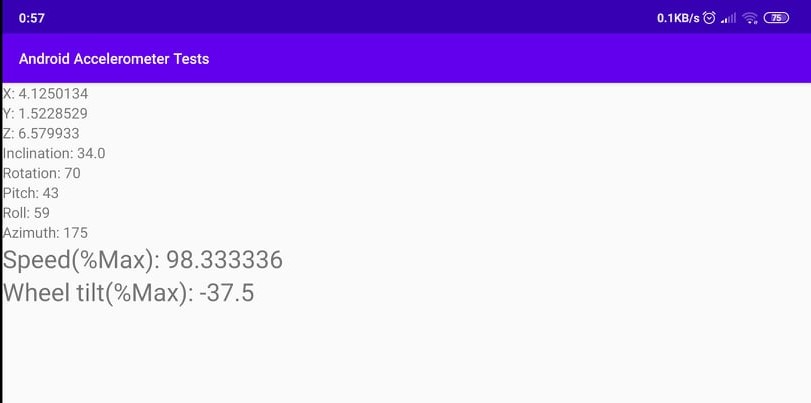 0:57 0.1KB/s 75
Android Accelerometer Tests
X: 4.1250134
Y: 1.5228529
Z: 6.579933
Inclination: 34.0
Rotation: 70
Pitch: 43
Roll: 59
Azimuth: 175
Speed(%Max): 98.333336
Wheel tilt(%Max): -37.5